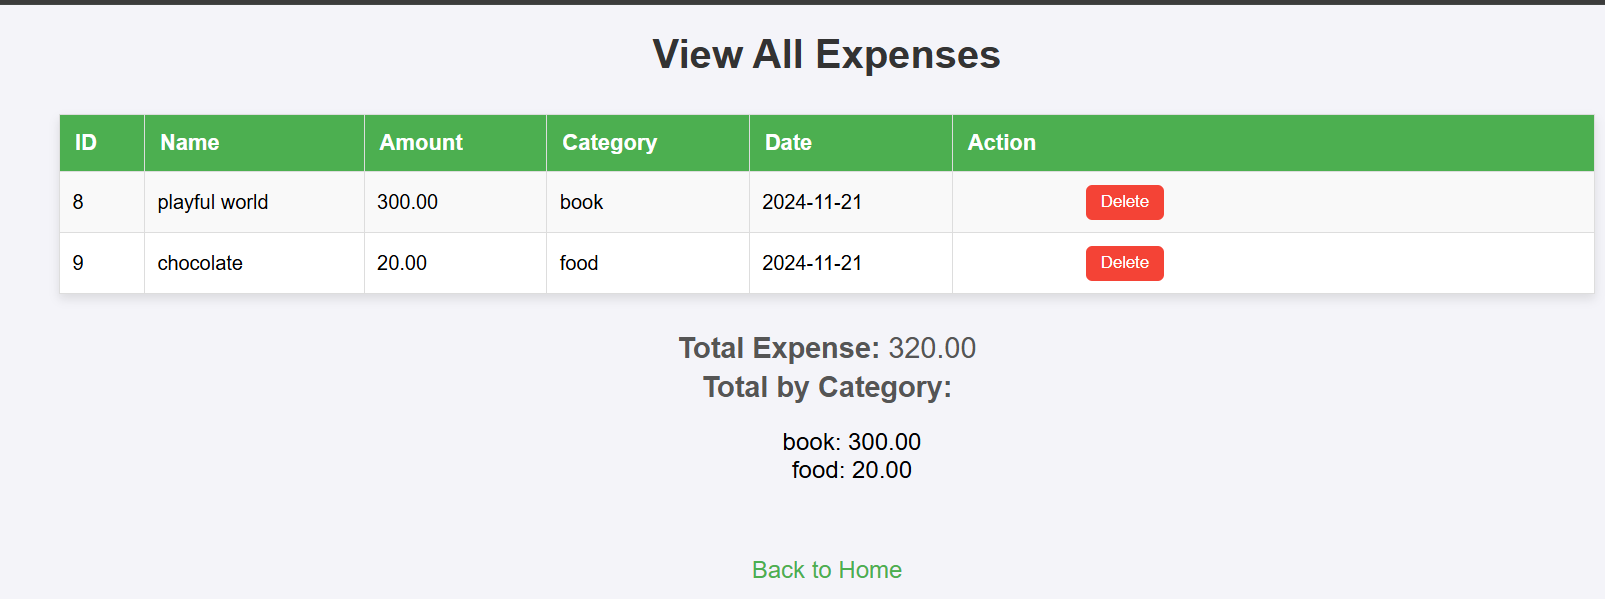 View All Expenses
ID Name Amount Category Date Action
8 playful world 300.00 book 2024-11-21 Delete
9 chocolate 20.00 food 2024-11-21 Delete
Total Expense: 320.00
Total by Category:
book: 300.00
food: 20.00
Back to Home